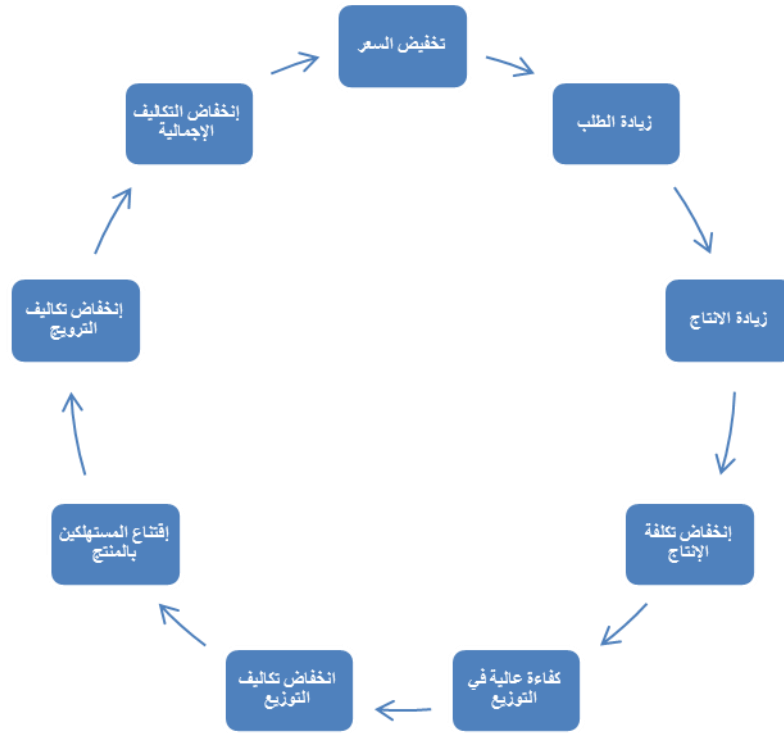 تخفيض السعر
زيادة الطلب
زيادة الانتاج
إنخفاض تكلفة
الإنتاج
كفاءة عالية في
التوزيع
انخفاض تكاليف
التوزيع
إقتناع المستهلكين
بالمنتج
إنخفاض تكاليف
الترويج
إنخفاض التكاليف
الإجمالية